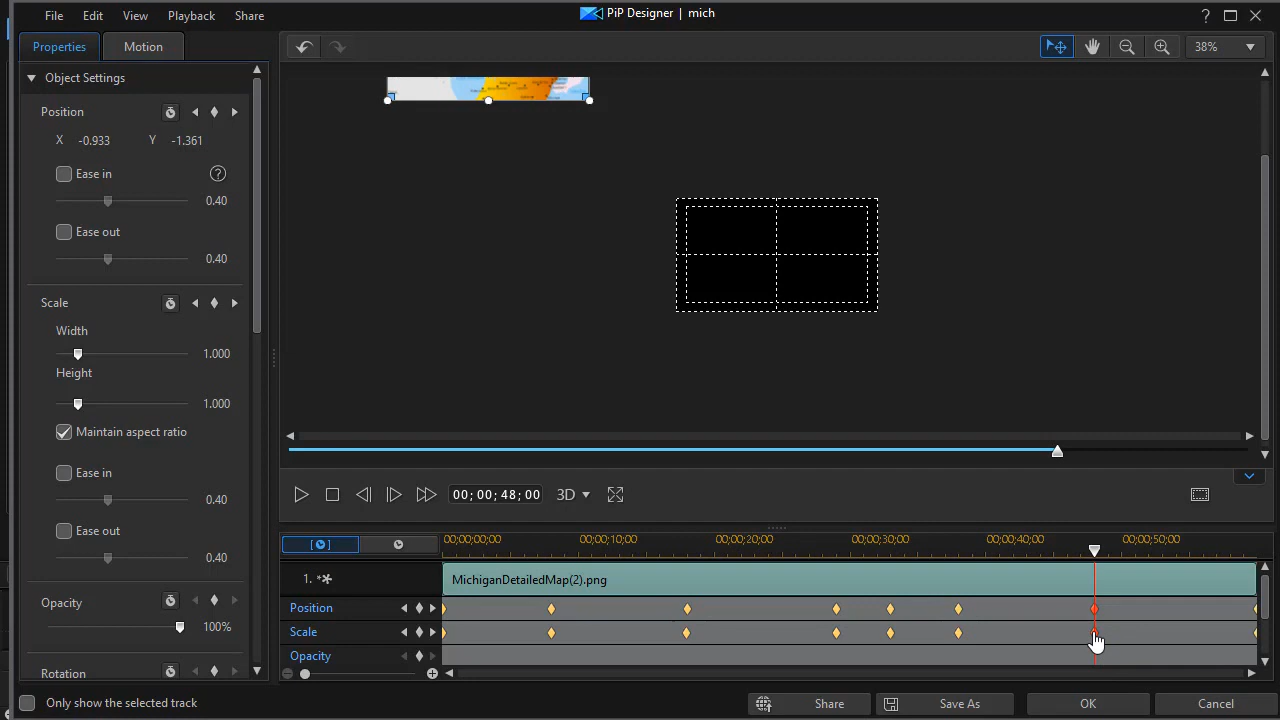 File Edit View Playback Share
PiP Designer | mich
?
Properties Motion
38%
Object Settings
Position
X -0.933 Y -1.361
Ease in ?
0.40
Ease out
0.40
Scale
Width
1.000
Height
1.000
Maintain aspect ratio
Ease in
0.40
Ease out
0.40
Opacity
100%
Rotation
00; 00; 48; 00 3D
00;00;00;00 00;00;10;00 00;00;20;00 00;00;30;00 00;00;40;00 00;00;50;00
1. MichiganDetailedMap(2).png
Position
Scale
Opacity
Only show the selected track
Share Save As OK Cancel